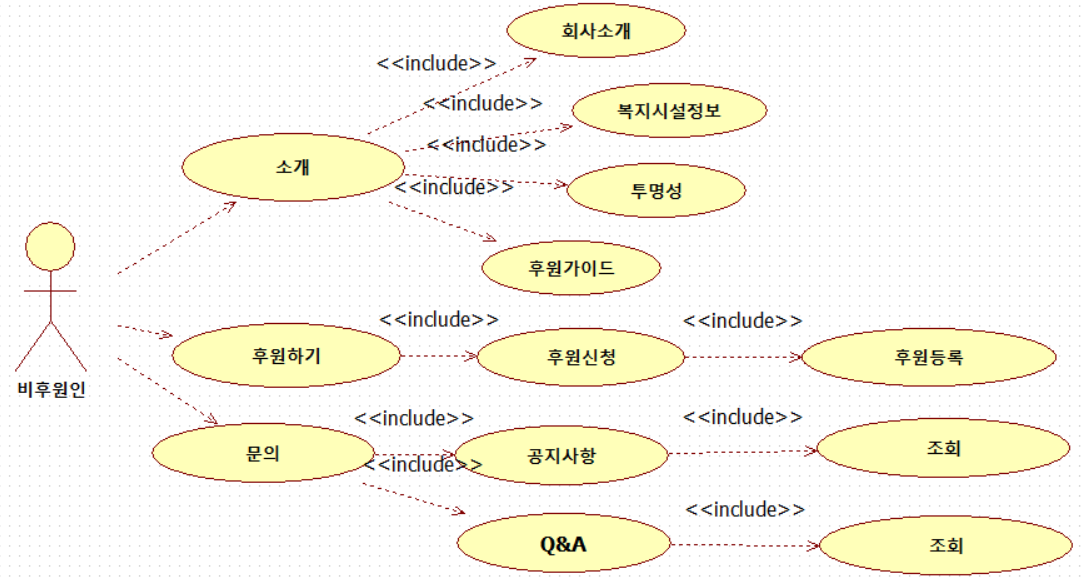 회사소개
<<include>>
<<include>>
복지시설정보
<<include>>
소개
<<include>>
투명성
후원가이드
비후원인
<<include>>
<<include>>
후원하기
후원신청
후원등록
<<include>>
<<include>>
문의
<<include>>
공지사항
조회
<<include>>
Q&A
조회